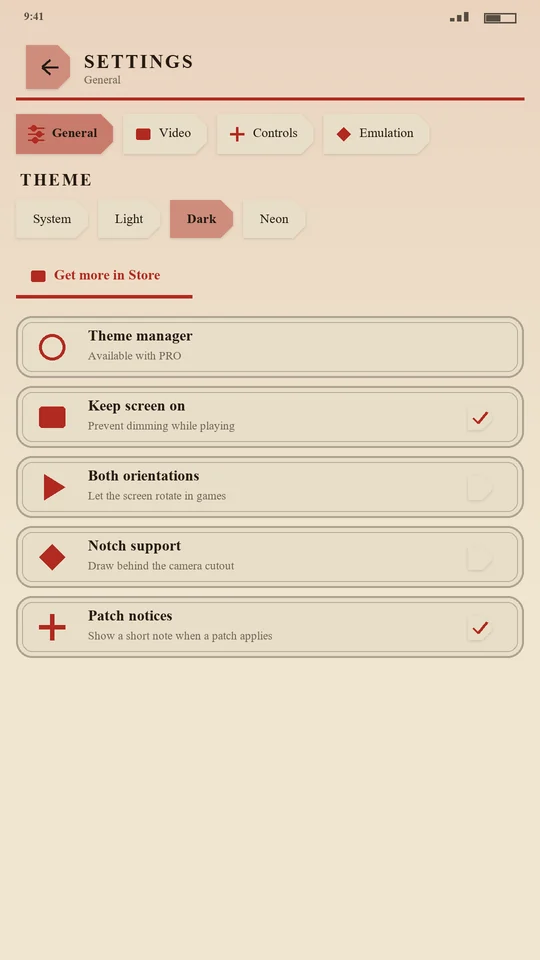 9:41
SETTINGS
General
General
Video
Controls
Emulation
THEME
System
Light
Dark
Neon
Get more in Store
Theme manager
Available with PRO
Keep screen on
Prevent dimming while playing
Both orientations
Let the screen rotate in games
Notch support
Draw behind the camera cutout
Patch notices
Show a short note when a patch applies